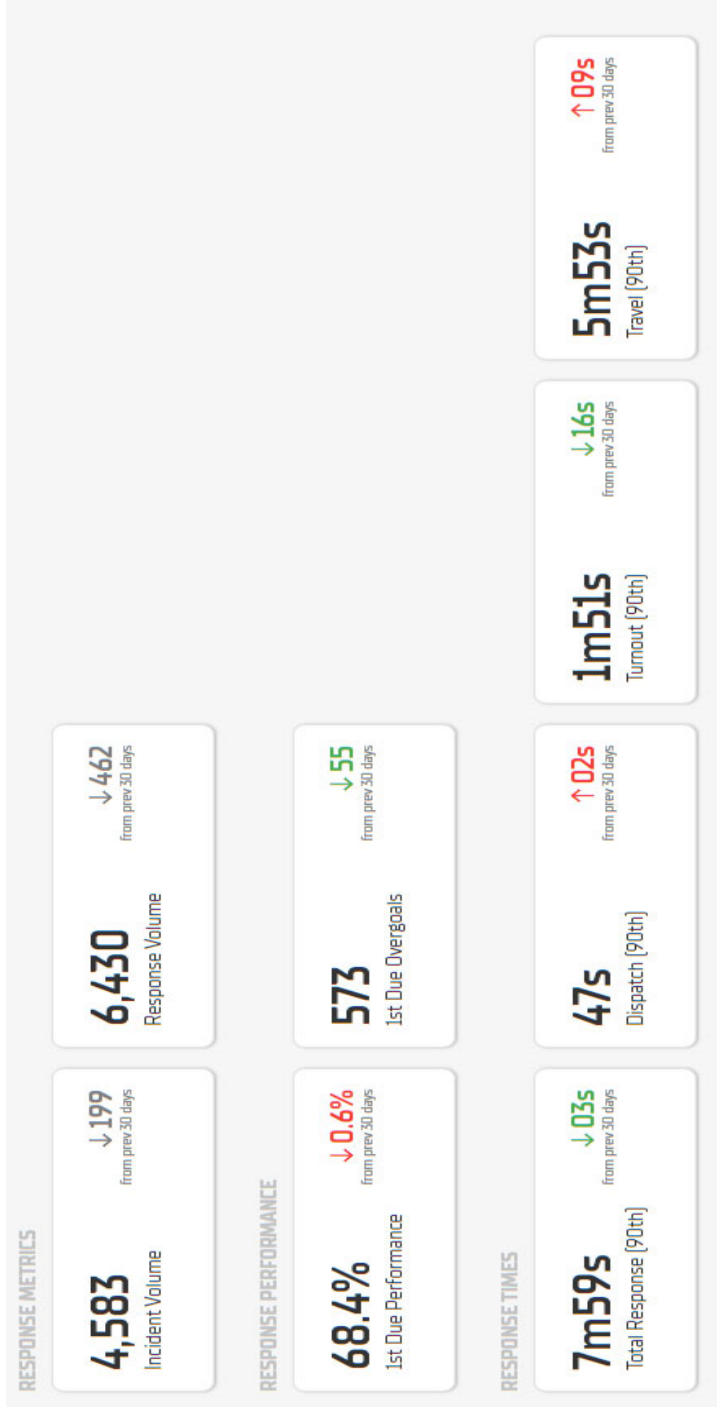 RESPONSE METRICS
4,583
↓199
Incident Volume
from prev 30 days
6,430
↓462
Response Volume
from prev 30 days
RESPONSE PERFORMANCE
68.4%
↓0.6%
1st Due Performance
from prev 30 days
573
↓55
1st Due Overgoals
from prev 30 days
RESPONSE TIMES
7m59s
↓03s
Total Response (90th)
from prev 30 days
47s
↑02s
Dispatch (90th)
from prev 30 days
1m51s
↓16s
Turnout (90th)
from prev 30 days
5m53s
↑09s
Travel (90th)
from prev 30 days